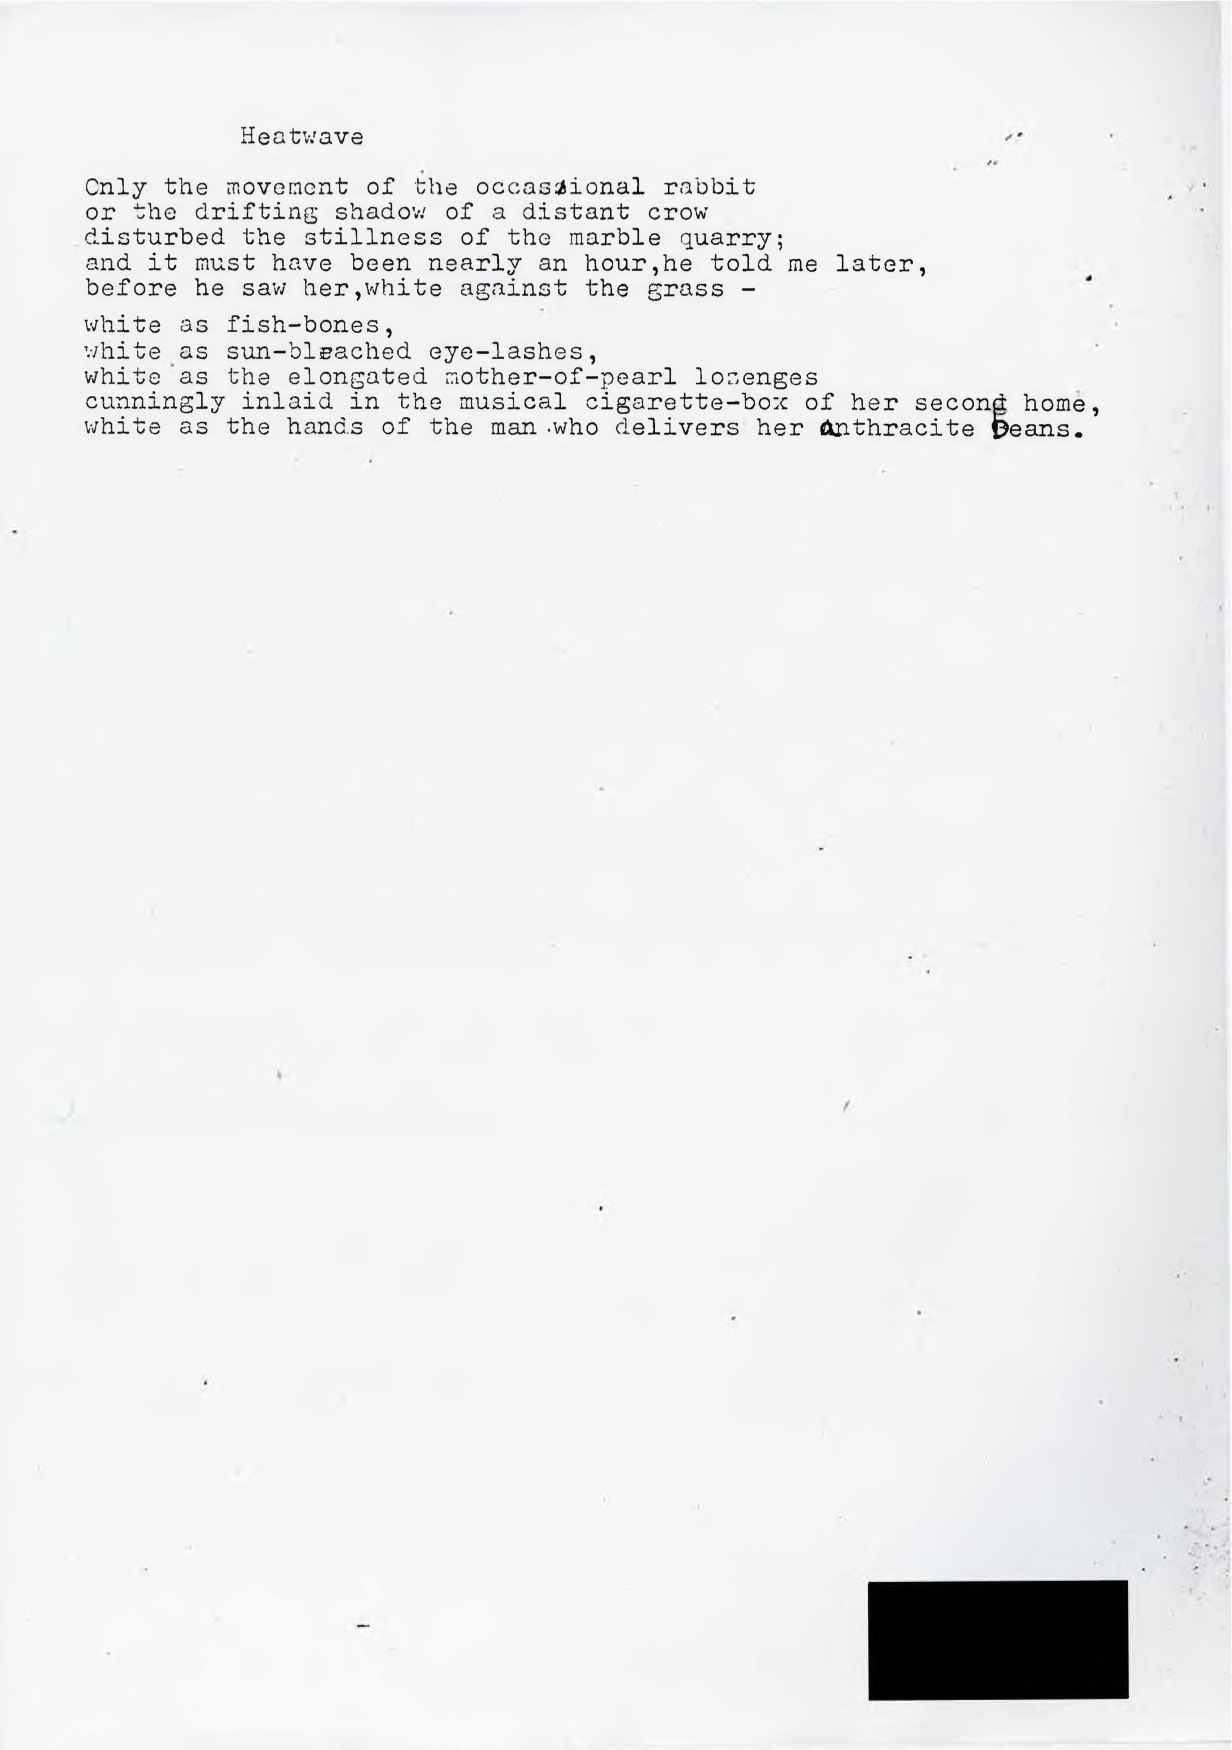 Heatwave
Only the movement of the occasional rabbit
or the drifting shadow of a distant crow
disturbed the stillness of the marble quarry;
and it must have been nearly an hour,he told me later,
before he saw her,white against the grass -
white as fish-bones,
white as sun-bleached eye-lashes,
white as the elongated mother-of-pearl lozenges
cunningly inlaid in the musical cigarette-box of her second home,
white as the hands of the man who delivers her Anthracite Beans.